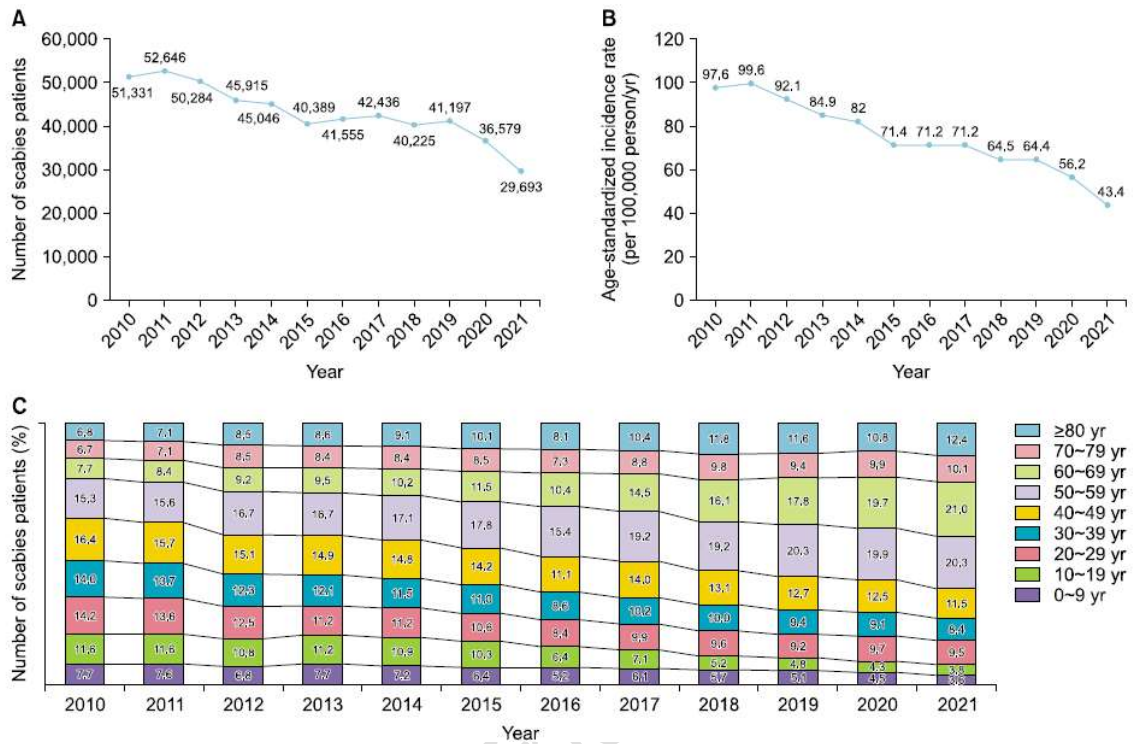 A
Number of scabies patients
60,000
50,000
40,000
30,000
20,000
10,000
0
51,331
52,646
50,284
45,915
45,046
40,389
41,555
42,436
40,225
41,197
36,579
29,693
2010 2011 2012 2013 2014 2015 2016 2017 2018 2019 2020 2021
Year
B
Age-standardized incidence rate
(per 100,000 person/yr)
120
100
80
60
40
20
0
97.6
99.6
92.1
84.9
82
71.4
71.2
71.2
64.5
64.4
56.2
43.4
2010 2011 2012 2013 2014 2015 2016 2017 2018 2019 2020 2021
Year
C
Number of scabies patients (%)
6.8 7.1 8.5 8.6 9.1 10.1 8.1 10.4 11.8 11.6 10.8 12.4
6.7 7.1 8.5 8.4 8.4 8.5 7.3 8.8 9.8 9.4 9.9 10.1
7.7 8.4 9.2 9.5 10.2 11.5 10.4 14.5 16.1 17.8 19.7 21.0
15.3 15.6 16.7 16.7 17.1 17.8 15.4 19.2 19.2 20.3 19.9 20.3
16.4 15.7 15.1 14.9 14.8 14.2 11.1 14.0 13.1 12.7 12.5 11.5
13.7 12.3 12.1 11.5 10.2 9.4 9.1 8.4
14.2 13.6 12.5 11.2 11.2 10.6 8.4 9.9 9.6 9.2 9.7 9.5
11.6 11.6 10.8 11.2 10.9 10.3 6.4 7.1 5.2 4.8 4.3 3.8
7.7 7.6 6.8 7.7 7.2 6.4 5.2 6.1 5.7 5.1 4.5
2010 2011 2012 2013 2014 2015 2016 2017 2018 2019 2020 2021
Year
≥80 yr
70~79 yr
60~69 yr
50~59 yr
40~49 yr
30~39 yr
20~29 yr
10~19 yr
0~9 yr